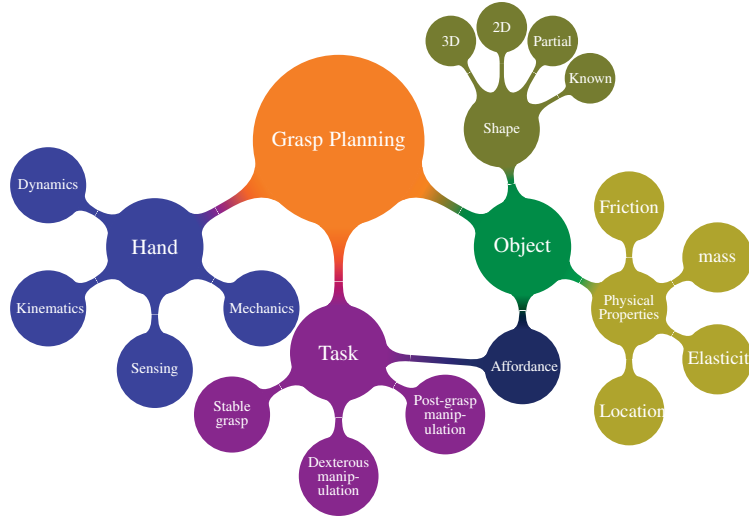 3D
2D
Partial
Known
Shape
Grasp Planning
Dynamics
Hand
Kinematics
Mechanics
Sensing
Object
Friction
mass
Physical
Properties
Elasticit
Location
Task
Affordance
Stable
grasp
Dexterous
manip-
ulation
Post-grasp
manip-
ulation